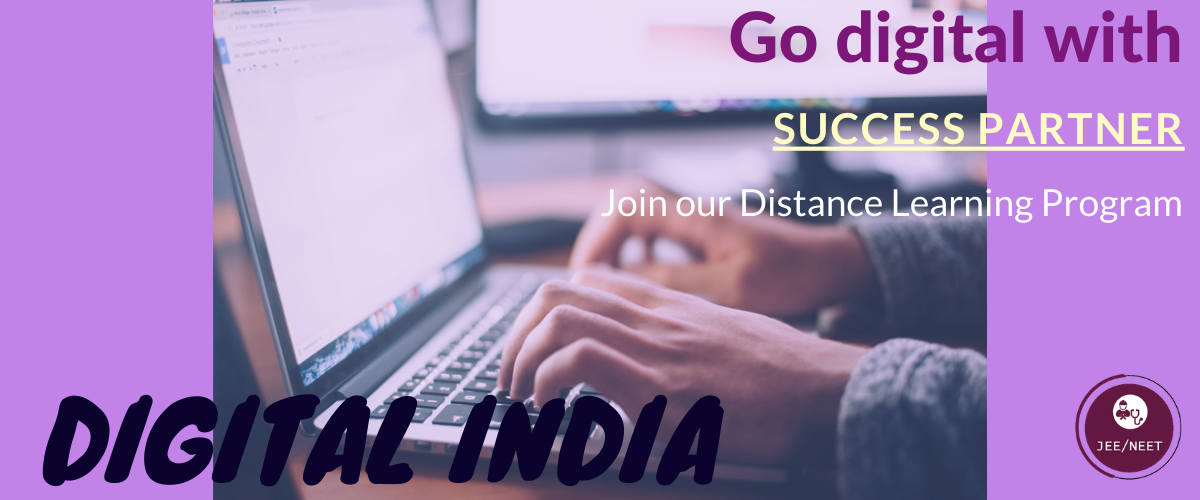 Go digital with
SUCCESS PARTNER
Join our Distance Learning Program
DIGITAL INDIA
JEE/NEET